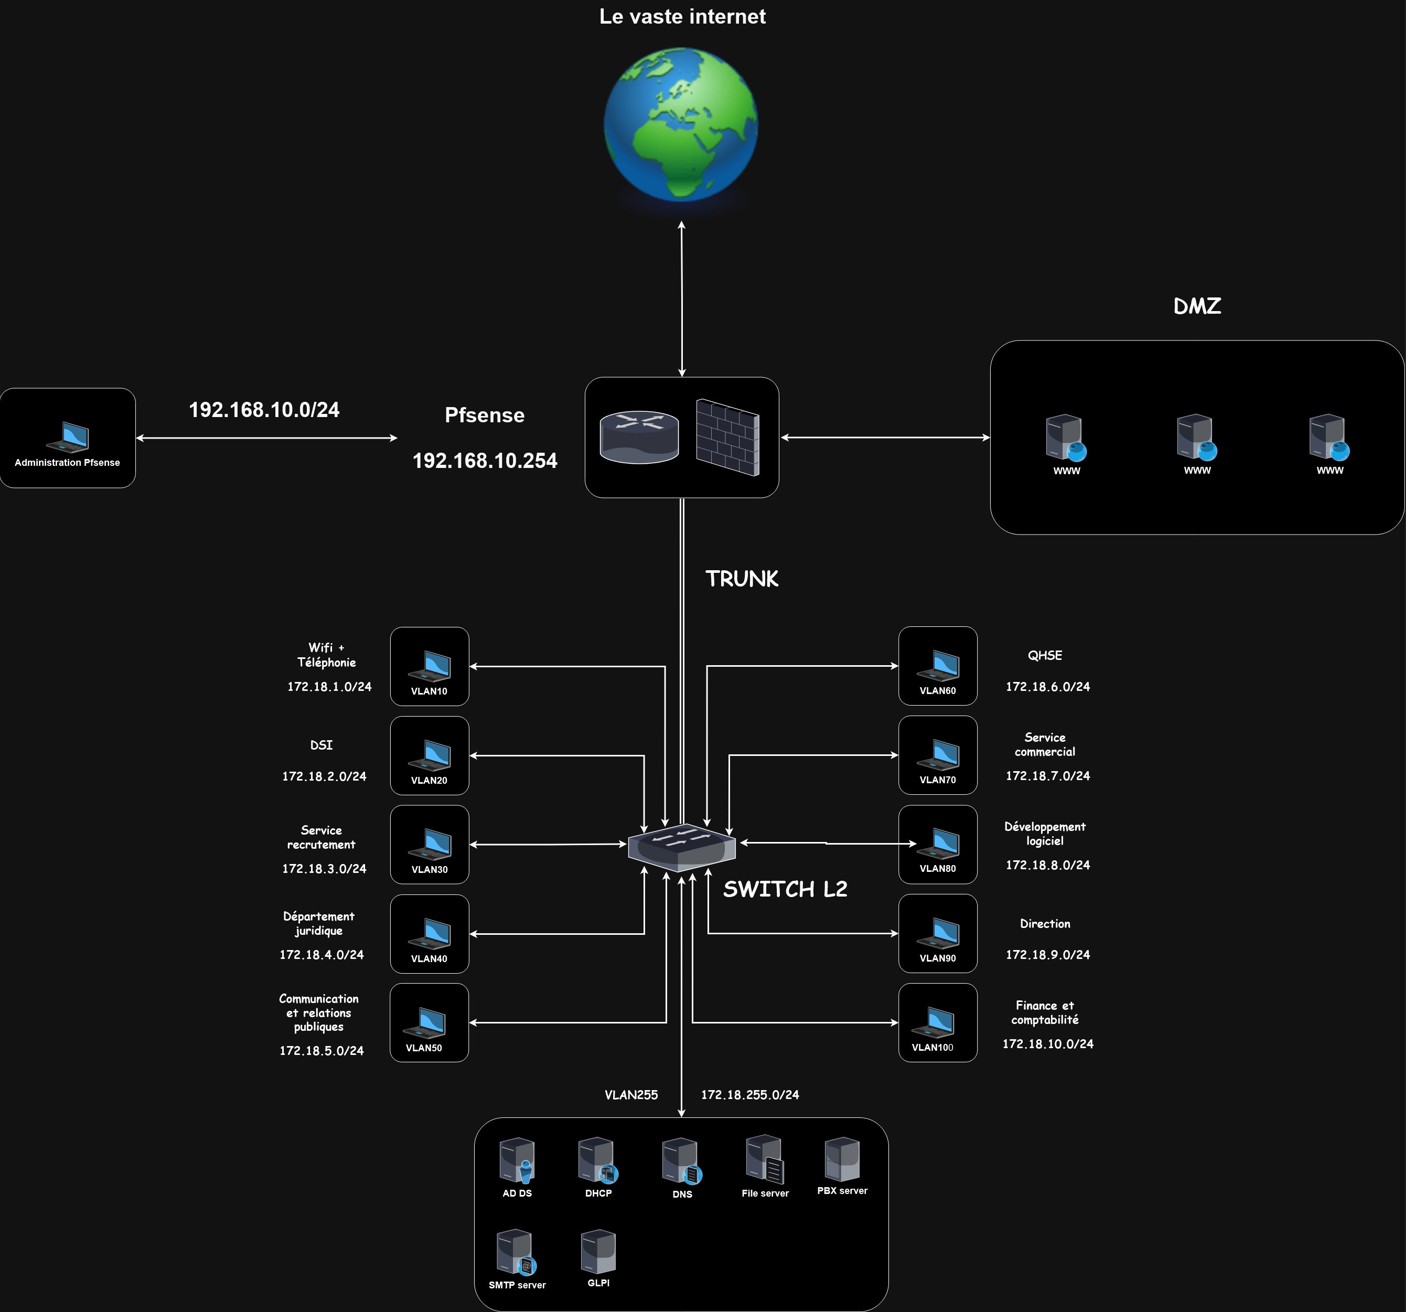 Le vaste internet
DMZ
192.168.10.0/24
Pfsense
192.168.10.254
Administration Pfsense
WWW
WWW
WWW
TRUNK
Wifi +
Téléphonie
172.18.1.0/24
VLAN10
VLAN60
QHSE
172.18.6.0/24
DSI
172.18.2.0/24
VLAN20
VLAN70
Service
commercial
172.18.7.0/24
Service
recrutement
172.18.3.0/24
VLAN30
VLAN80
Développement
logiciel
172.18.8.0/24
SWITCH L2
Département
juridique
172.18.4.0/24
VLAN40
VLAN90
Direction
172.18.9.0/24
Communication
et relations
publiques
172.18.5.0/24
VLAN50
VLAN100
Finance et
comptabilité
172.18.10.0/24
VLAN255
172.18.255.0/24
AD DS
DHCP
DNS
File server
PBX server
SMTP server
GLPI